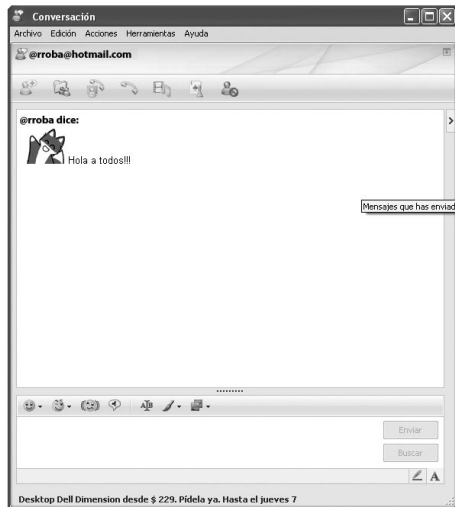 Conversación
Archivo Edición Acciones Herramientas Ayuda
@rroba@hotmail.com
@rroba dice:
Hola a todos!!!
Mensajes que has enviad
Enviar
Buscar
A
Desktop Dell Dimension desde $ 229. Pídela ya. Hasta el jueves 7